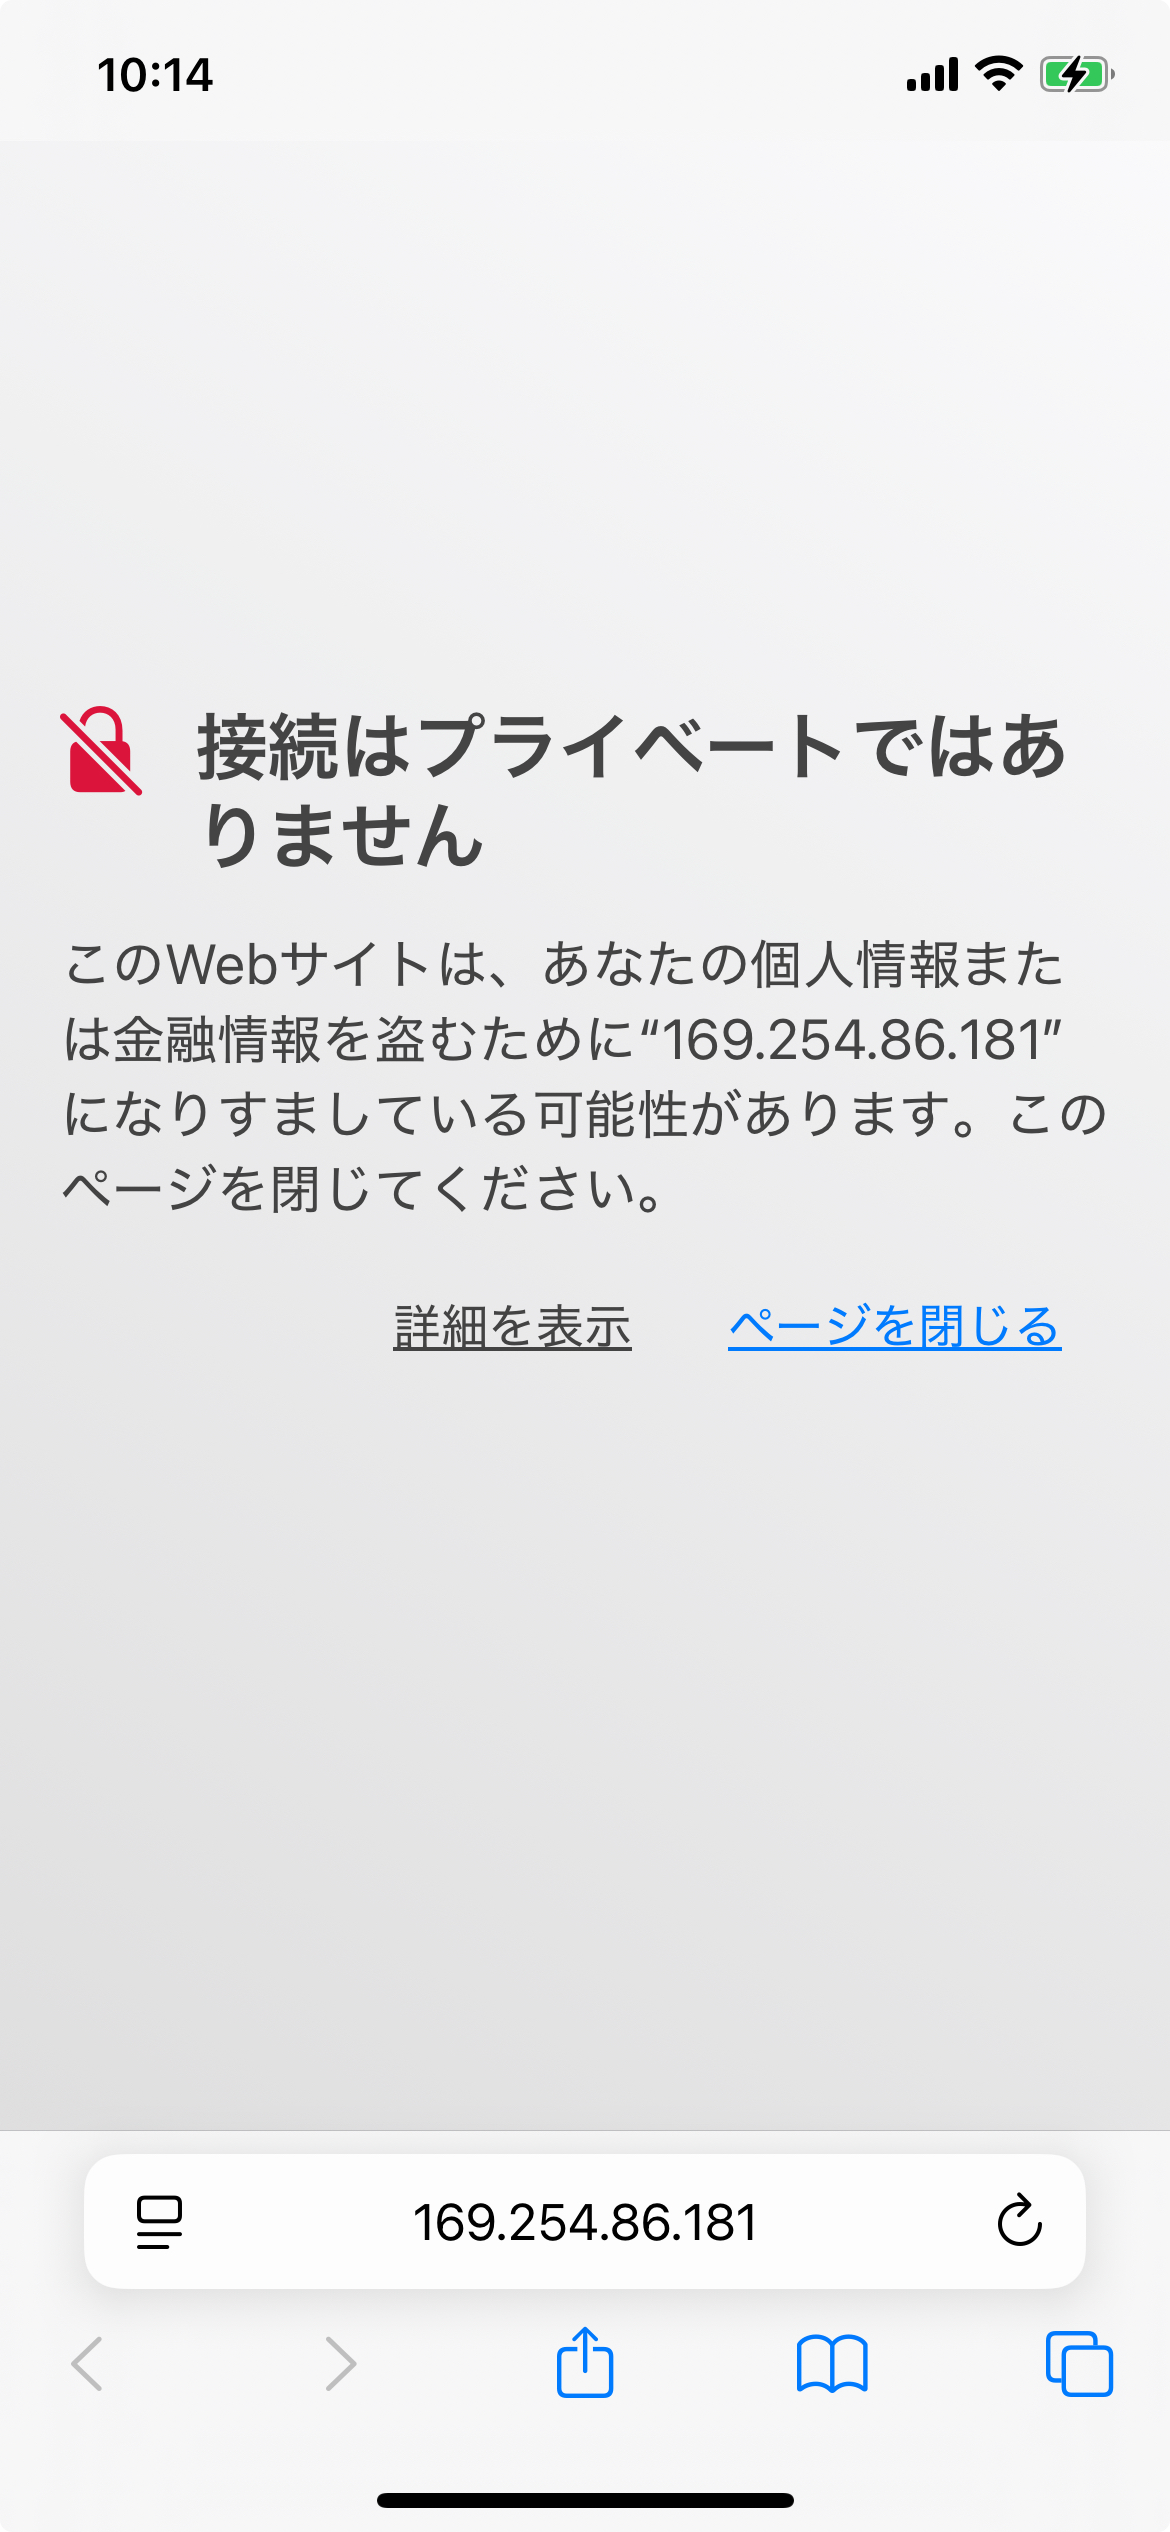 10:14
接続はプライベートではあ
りません
このWebサイトは、あなたの個人情報また
は金融情報を盗むために“169.254.86.181”
になりすましている可能性があります。この
ページを閉じてください。
詳細を表示 ページを閉じる
169.254.86.181